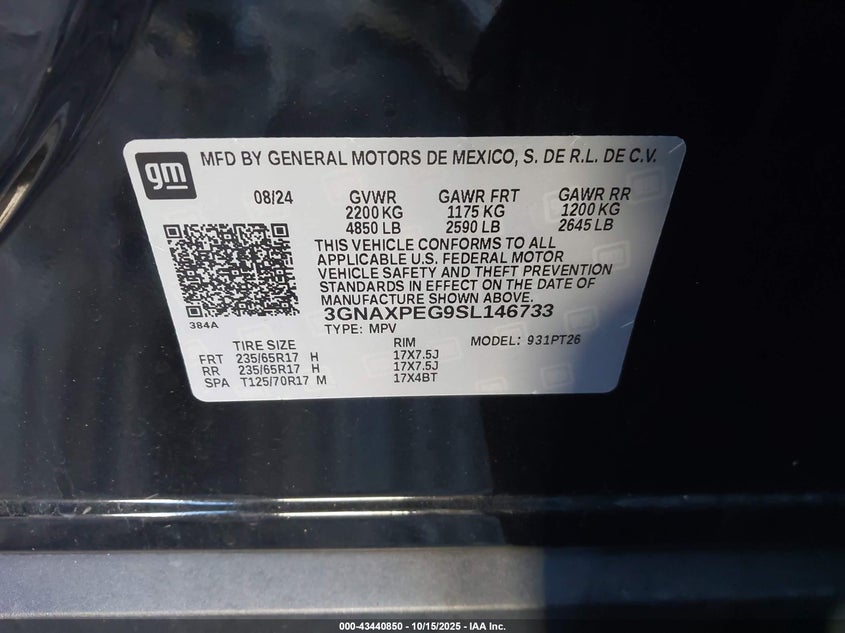 gm
MFD BY GENERAL MOTORS DE MEXICO, S. DE R.L. DE C.V.
08/24 GVWR GAWR FRT GAWR RR
2200 KG 1175 KG 1200 KG
4850 LB 2590 LB 2645 LB
THIS VEHICLE CONFORMS TO ALL
APPLICABLE U.S. FEDERAL MOTOR
VEHICLE SAFETY AND THEFT PREVENTION
STANDARDS IN EFFECT ON THE DATE OF
MANUFACTURE SHOWN ABOVE.
384A
3GNAXPEG9SL146733
TYPE: MPV
TIRE SIZE RIM MODEL: 931PT26
FRT 235/65R17 H 17X7.5J
RR 235/65R17 H 17X7.5J
SPA T125/70R17 M 17X4BT
000-43440850 - 10/15/2025 - IAA Inc.